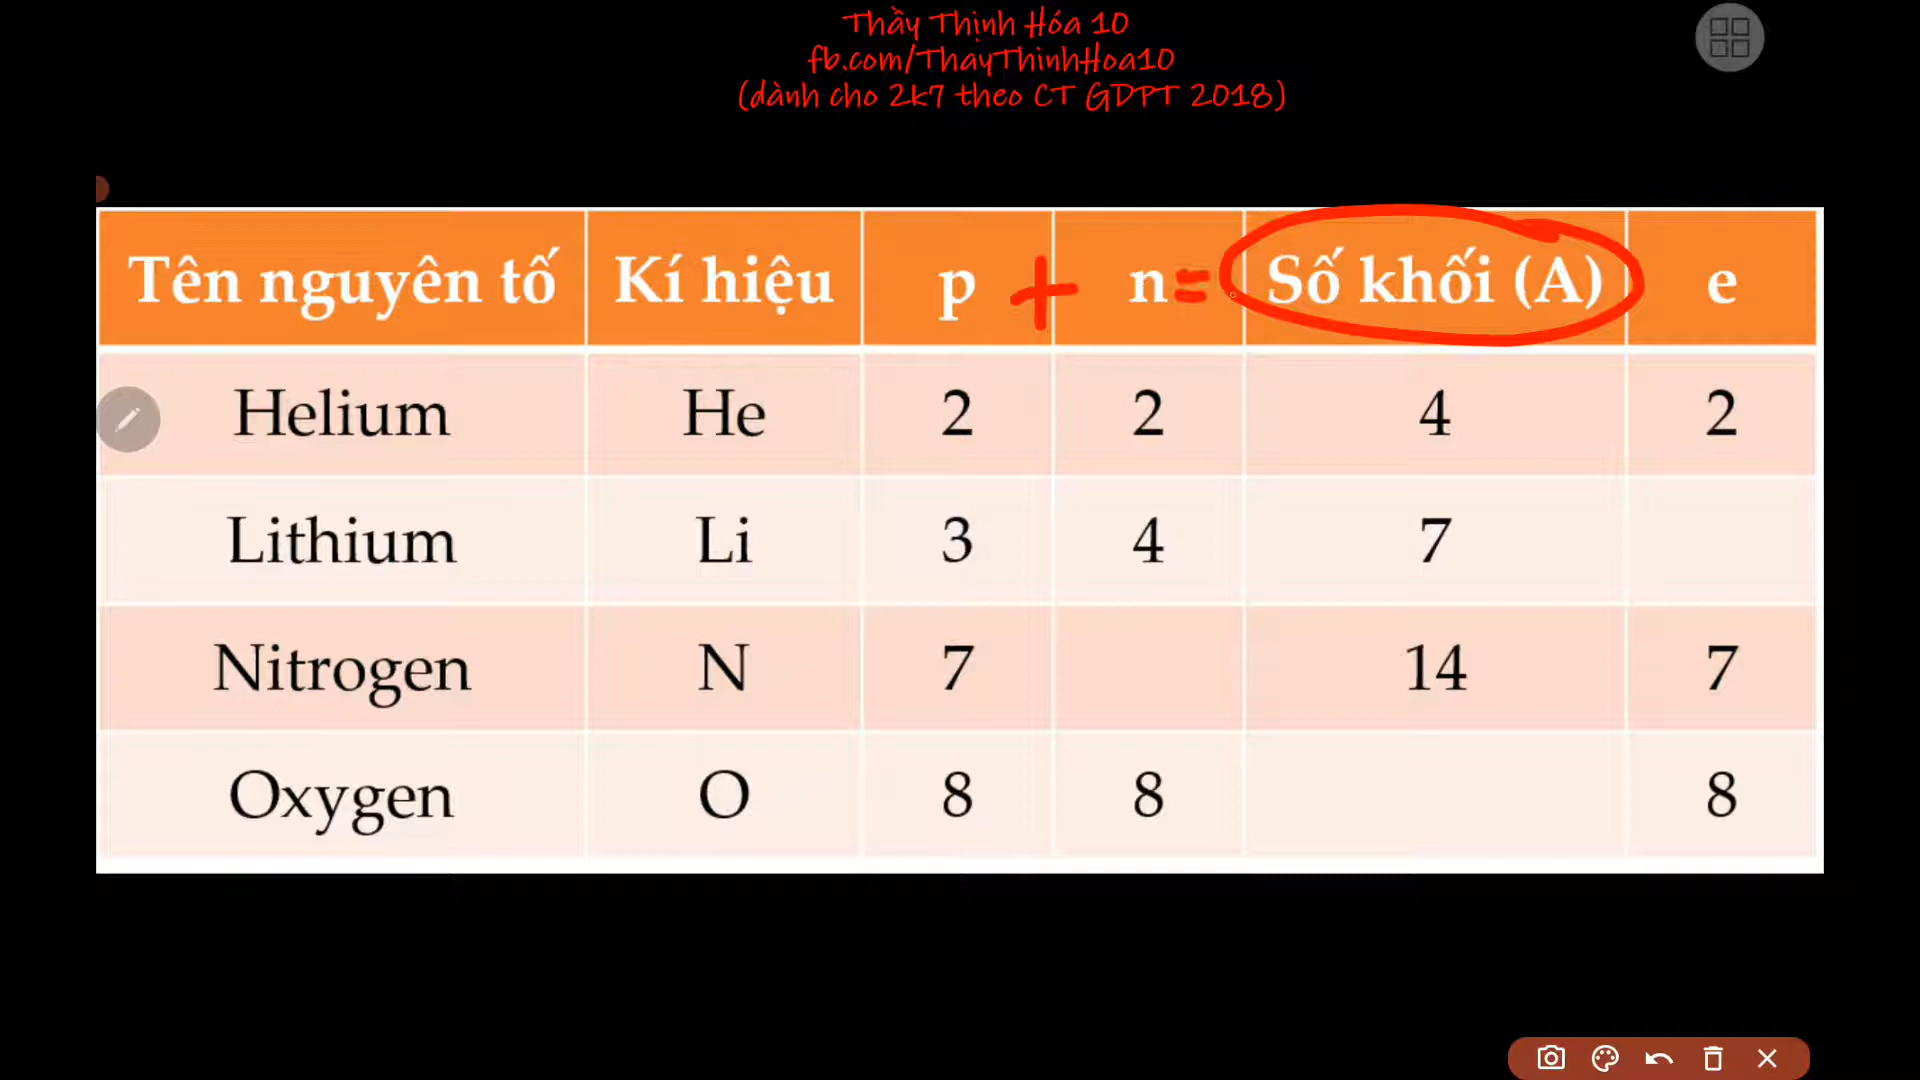 Thầy Thịnh Hóa 10
fb.com/ThayThinhHoa10
(dành cho 2k7 theo CT GDPT 2018)
Tên nguyên tố Kí hiệu p + n = Số khối (A) e
Helium He 2 2 4 2
Lithium Li 3 4 7
Nitrogen N 7 14 7
Oxygen O 8 8 8